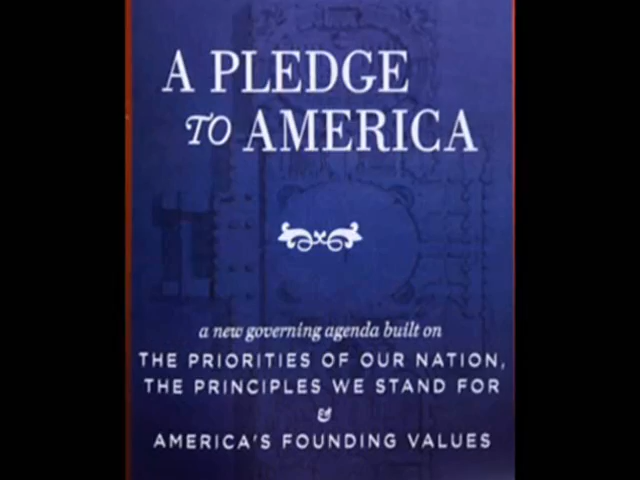 A PLEDGE
TO AMERICA
a new governing agenda built on
THE PRIORITIES OF OUR NATION,
THE PRINCIPLES WE STAND FOR
&
AMERICA'S FOUNDING VALUES